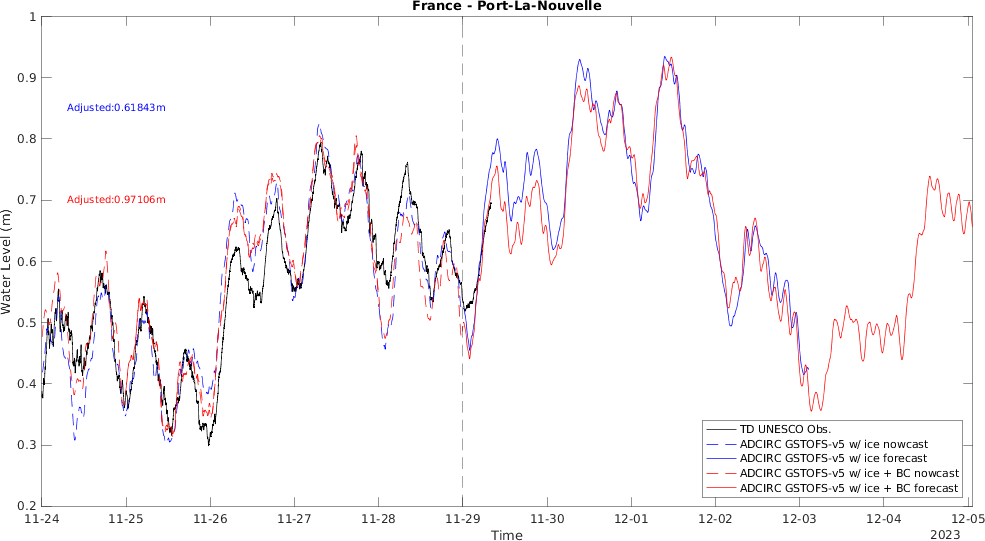 France - Port-La-Nouvelle
1
0.9
0.8
0.7
0.6
0.5
0.4
0.3
0.2
Water Level (m)
Adjusted:0.61843m
Adjusted:0.97106m
TD UNESCO Obs.
ADCIRC GSTOFS-v5 w/ ice nowcast
ADCIRC GSTOFS-v5 w/ ice forecast
ADCIRC GSTOFS-v5 w/ ice + BC nowcast
ADCIRC GSTOFS-v5 w/ ice + BC forecast
11-24 11-25 11-26 11-27 11-28 11-29 11-30 12-01 12-02 12-03 12-04 12-05
Time
2023